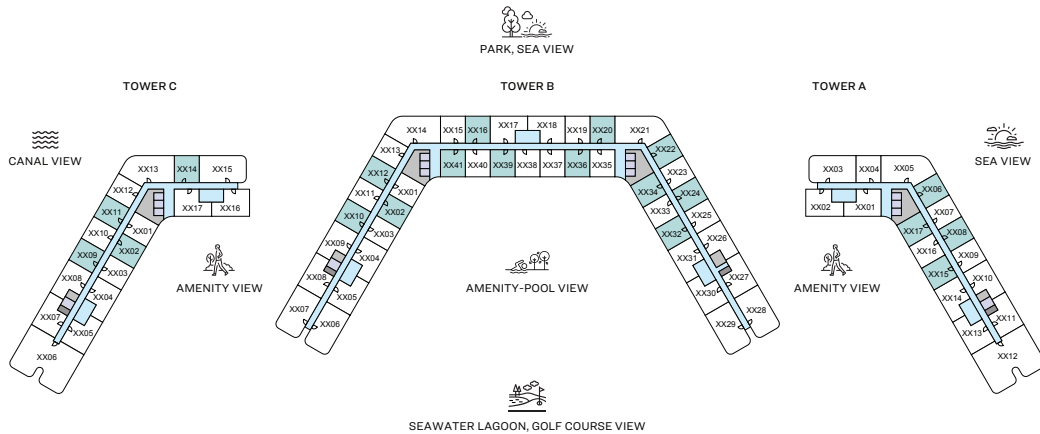 PARK, SEA VIEW
TOWER C
TOWER B
TOWER A
CANAL VIEW
SEA VIEW
XX13
XX14
XX15
XX12
XX11
XX10
XX09
XX08
XX07
XX06
XX17
XX16
XX01
XX02
XX03
XX04
XX05
AMENITY VIEW
XX14
XX15
XX16
XX17
XX18
XX19
XX20
XX21
XX13
XX12
XX11
XX10
XX09
XX08
XX07
XX06
XX41
XX40
XX39
XX38
XX37
XX36
XX35
XX01
XX02
XX03
XX04
XX05
XX22
XX23
XX24
XX25
XX26
XX27
XX28
XX34
XX33
XX32
XX31
XX30
XX29
AMENITY-POOL VIEW
XX03
XX04
XX05
XX02
XX01
XX06
XX07
XX08
XX09
XX10
XX11
XX12
XX17
XX16
XX15
XX14
XX13
AMENITY VIEW
SEAWATER LAGOON, GOLF COURSE VIEW